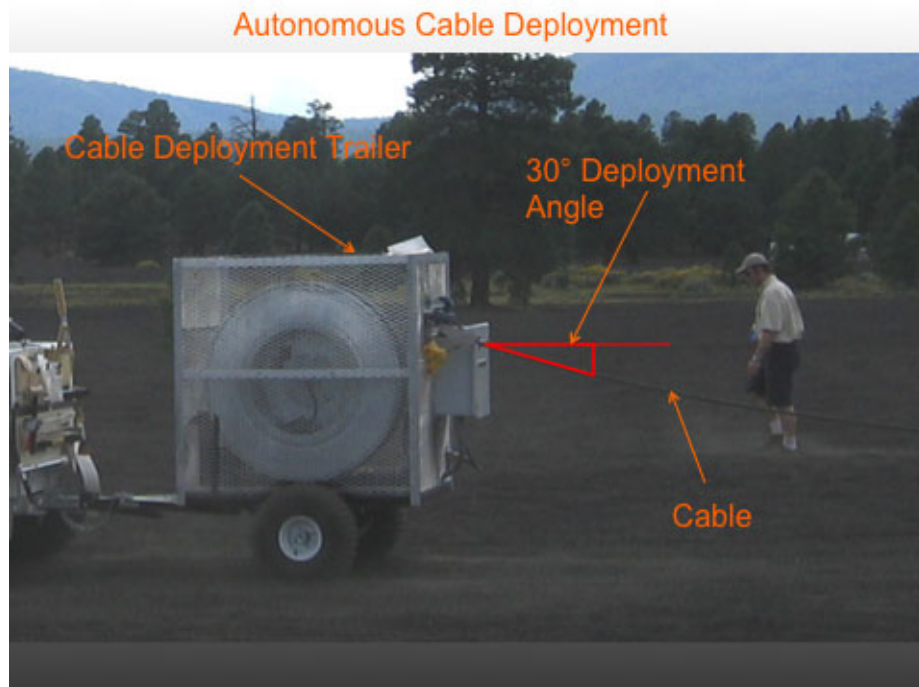 Autonomous Cable Deployment
Cable Deployment Trailer
30° Deployment
Angle
Cable